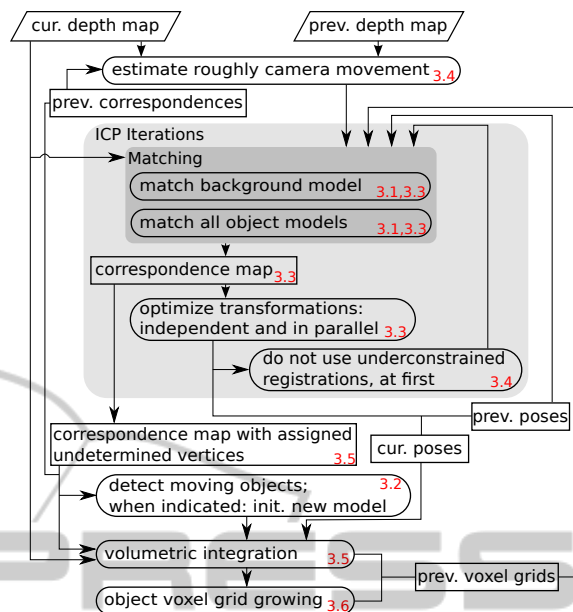 cur. depth map
prev. depth map
estimate roughly camera movement
3.4
prev. correspondences
ICP Iterations
Matching
match background model
3.1,3.3
match all object models
3.1,3.3
correspondence map
3.3
optimize transformations:
independent and in parallel
3.3
do not use underconstrained
registrations, at first
3.4
prev. poses
correspondence map with assigned
undetermined vertices
3.5
cur. poses
detect moving objects;
when indicated: init. new model
3.2
volumetric integration
3.5
prev. voxel grids
object voxel grid growing
3.6
PRESS